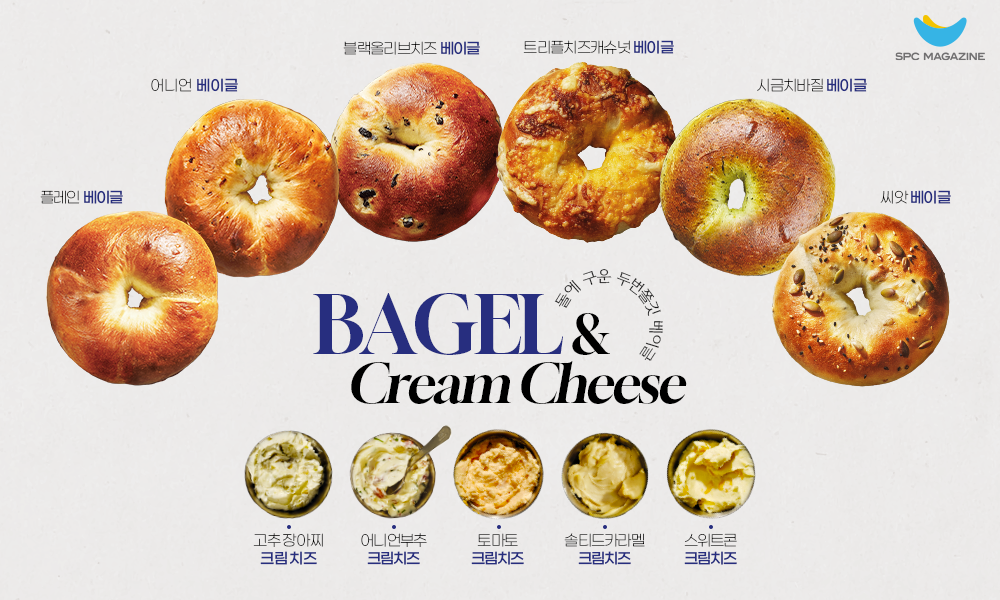 SPC MAGAZINE
블랙올리브치즈 베이글
트리플치즈캐슈넛 베이글
어니언 베이글
시금치바질 베이글
플레인 베이글
씨앗 베이글
돌에 구운 두번쫄깃 베이글
BAGEL &
Cream Cheese
고추장아찌
크림 치즈
어니언부추
크림치즈
토마토
크림치즈
솔티드카라멜
크림치즈
스위트콘
크림치즈